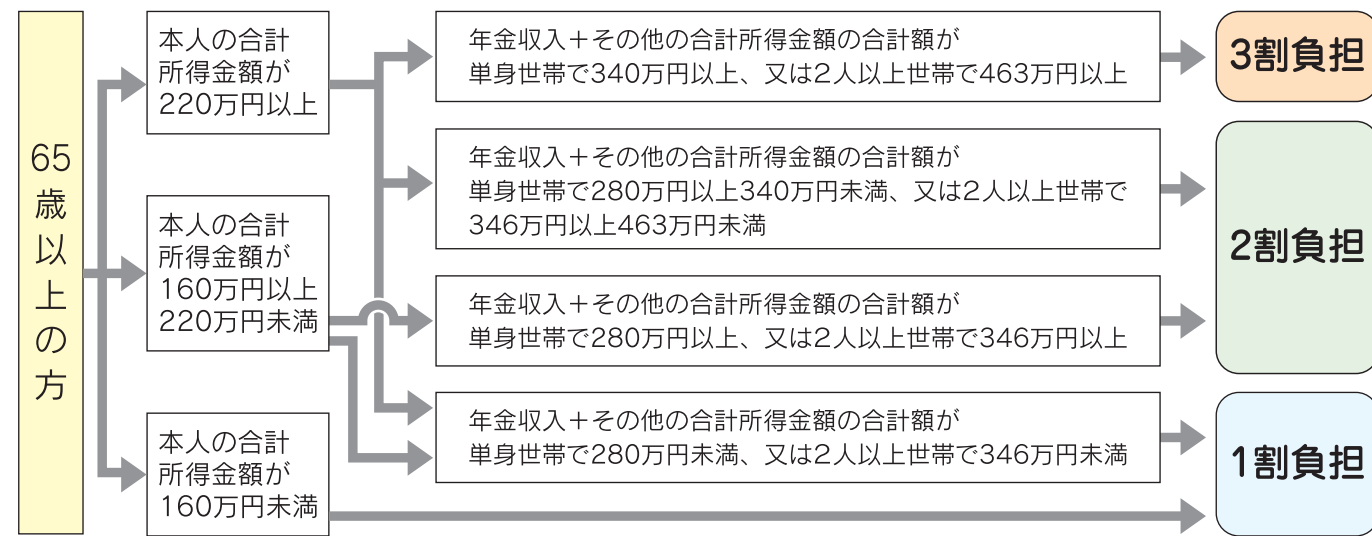 65歳以上の方
本人の合計
所得金額が
220万円以上
年金収入+その他の合計所得金額の合計額が
単身世帯で340万円以上、又は2人以上世帯で463万円以上
3割負担
年金収入+その他の合計所得金額の合計額が
単身世帯で280万円以上340万円未満、又は2人以上世帯で
346万円以上463万円未満
2割負担
本人の合計
所得金額が
160万円以上
220万円未満
年金収入+その他の合計所得金額の合計額が
単身世帯で280万円以上、又は2人以上世帯で346万円以上
年金収入+その他の合計所得金額の合計額が
単身世帯で280万円未満、又は2人以上世帯で346万円未満
1割負担
本人の合計
所得金額が
160万円未満